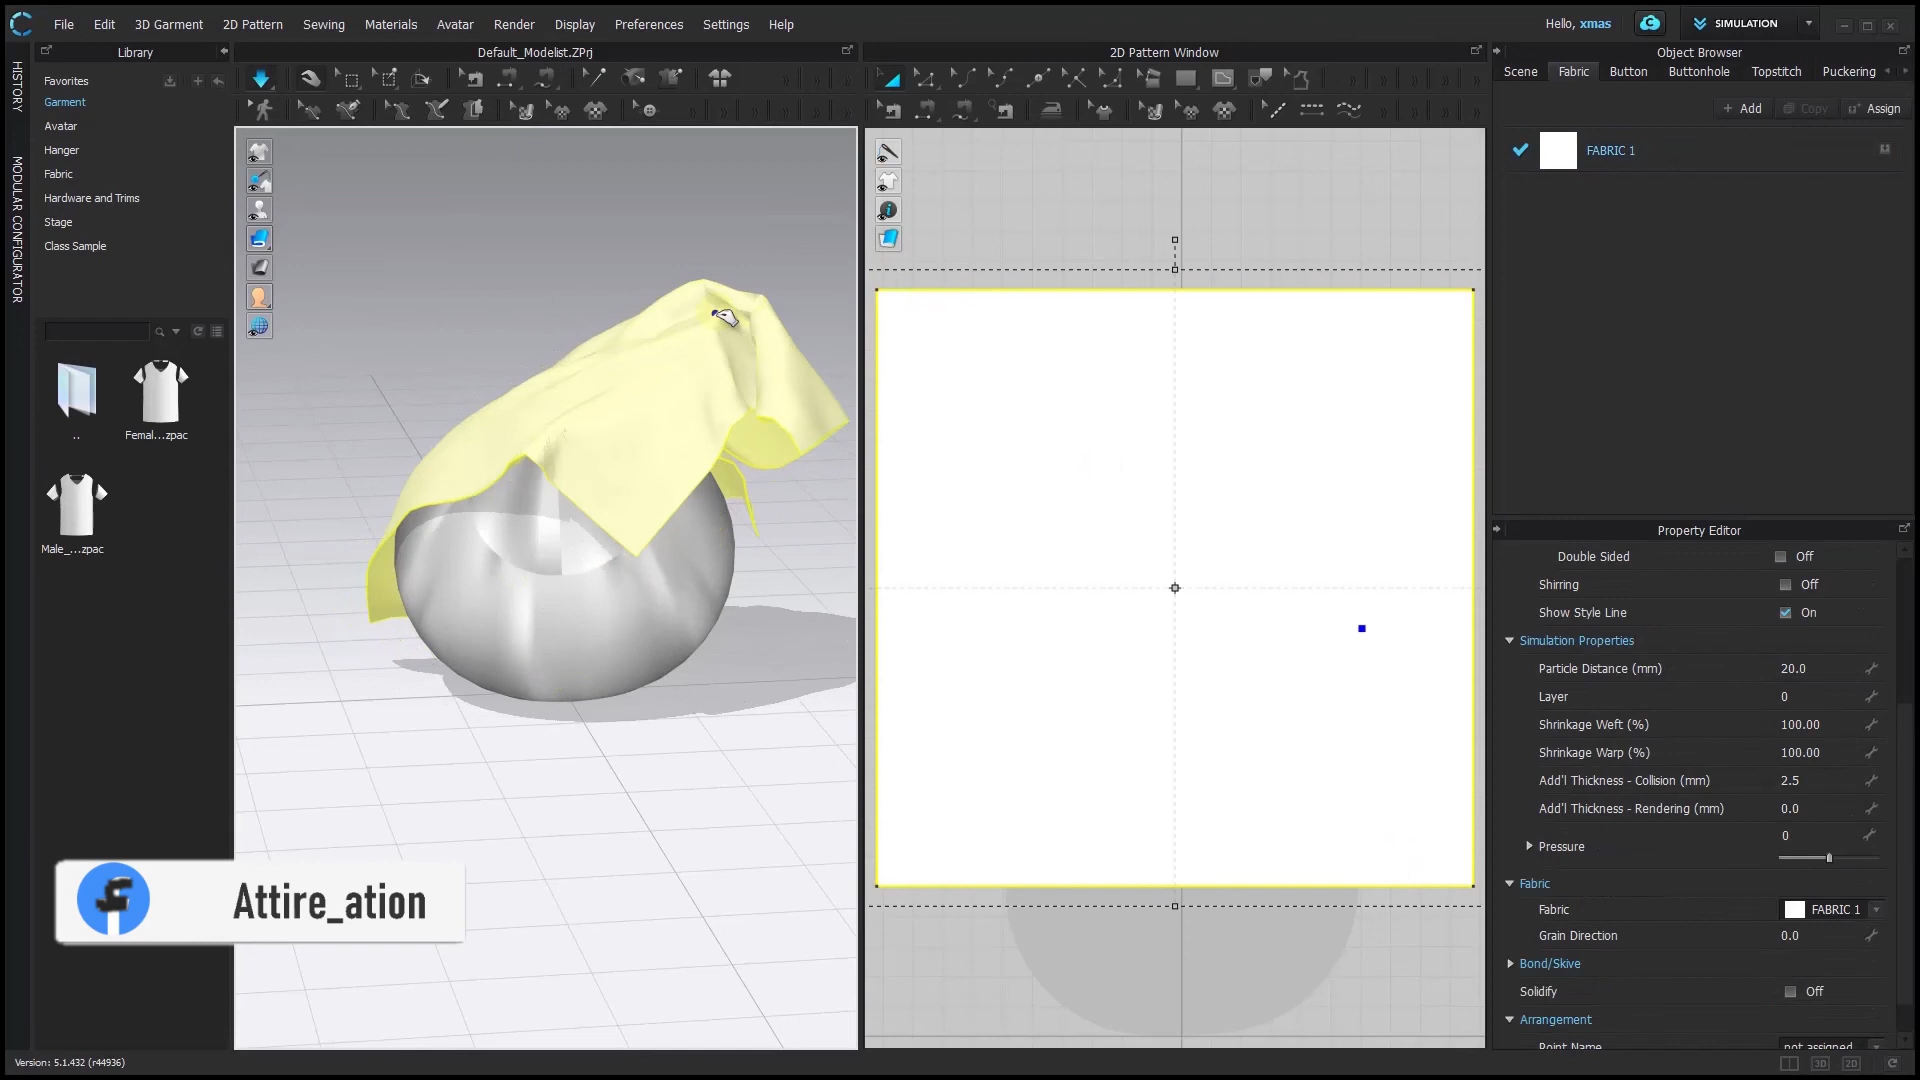 File Edit 3D Garment 2D Pattern Sewing Materials Avatar Render Display Preferences Settings Help
Hello, xmas
SIMULATION
Library
Default_Modelist.ZPrj
2D Pattern Window
Object Browser
HISTORY
MODULAR CONFIGURATOR
Favorites
Garment
Avatar
Hanger
Fabric
Hardware and Trims
Stage
Class Sample
..
Femal...zpac
Male_...zpac
Scene Fabric Button Buttonhole Topstitch Puckering
+ Add Copy Assign
FABRIC 1
Property Editor
Double Sided Off
Shirring Off
Show Style Line On
Simulation Properties
Particle Distance (mm) 20.0
Layer 0
Shrinkage Weft (%) 100.00
Shrinkage Warp (%) 100.00
Add'l Thickness - Collision (mm) 2.5
Add'l Thickness - Rendering (mm) 0.0
Pressure 0
Fabric
Fabric FABRIC 1
Grain Direction 0.0
Bond/Skive
Solidify Off
Arrangement
Point Name not assigned
Attire_ation
Version: 5.1.432 (r44936)
3D 2D